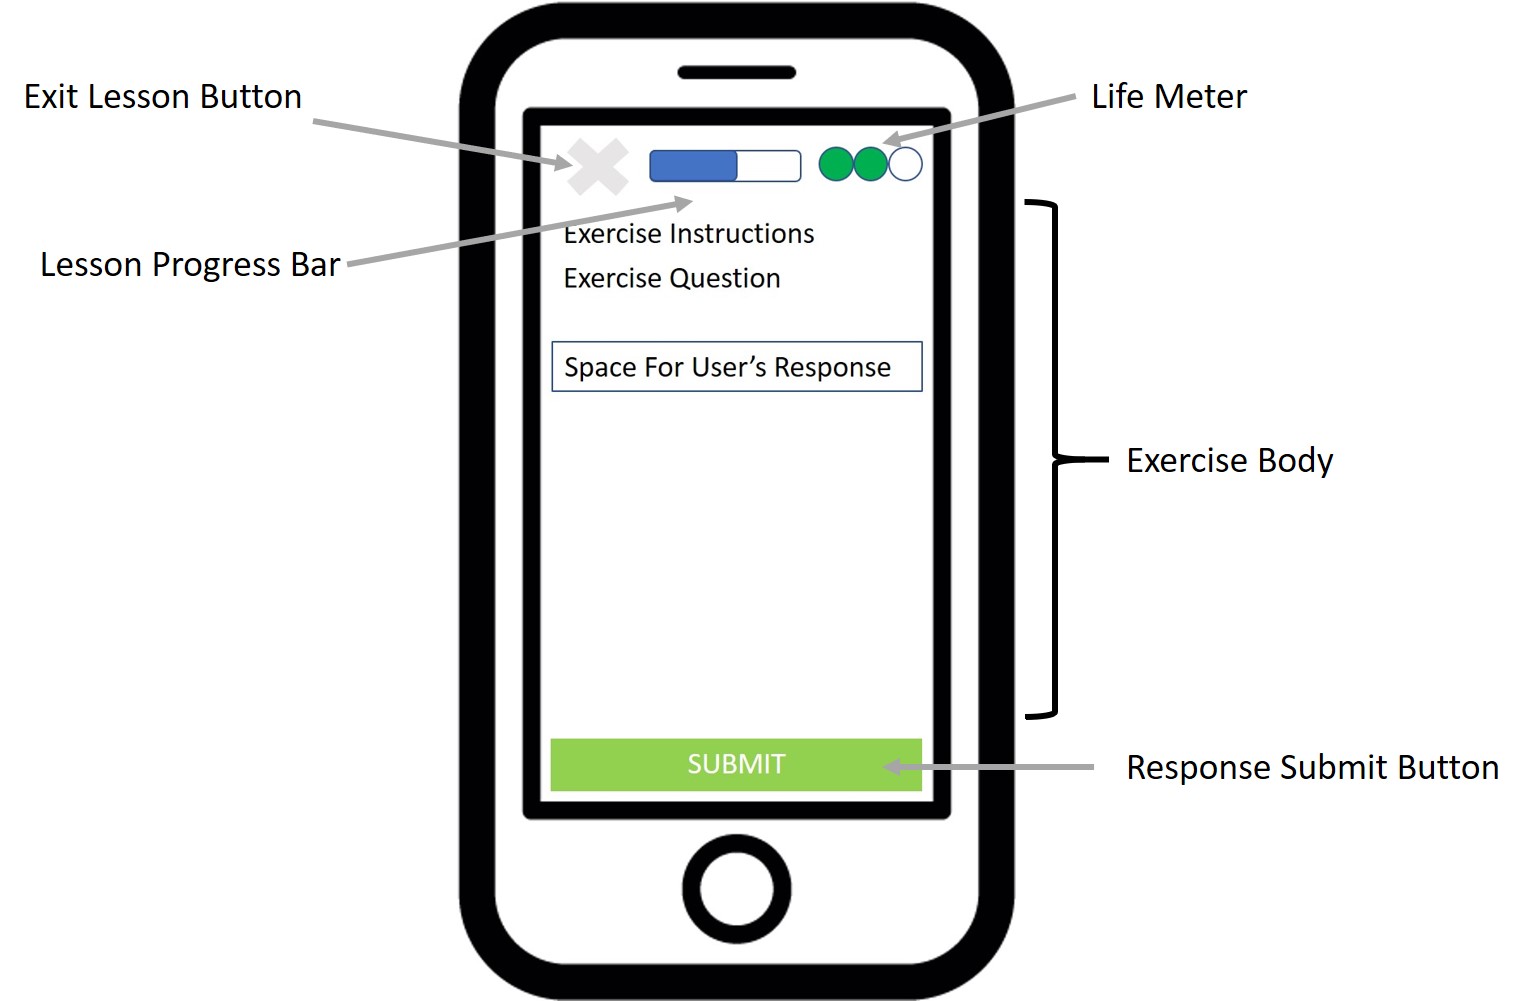 Exit Lesson Button
Life Meter
Lesson Progress Bar
Exercise Instructions
Exercise Question
Space For User’s Response
Exercise Body
SUBMIT
Response Submit Button